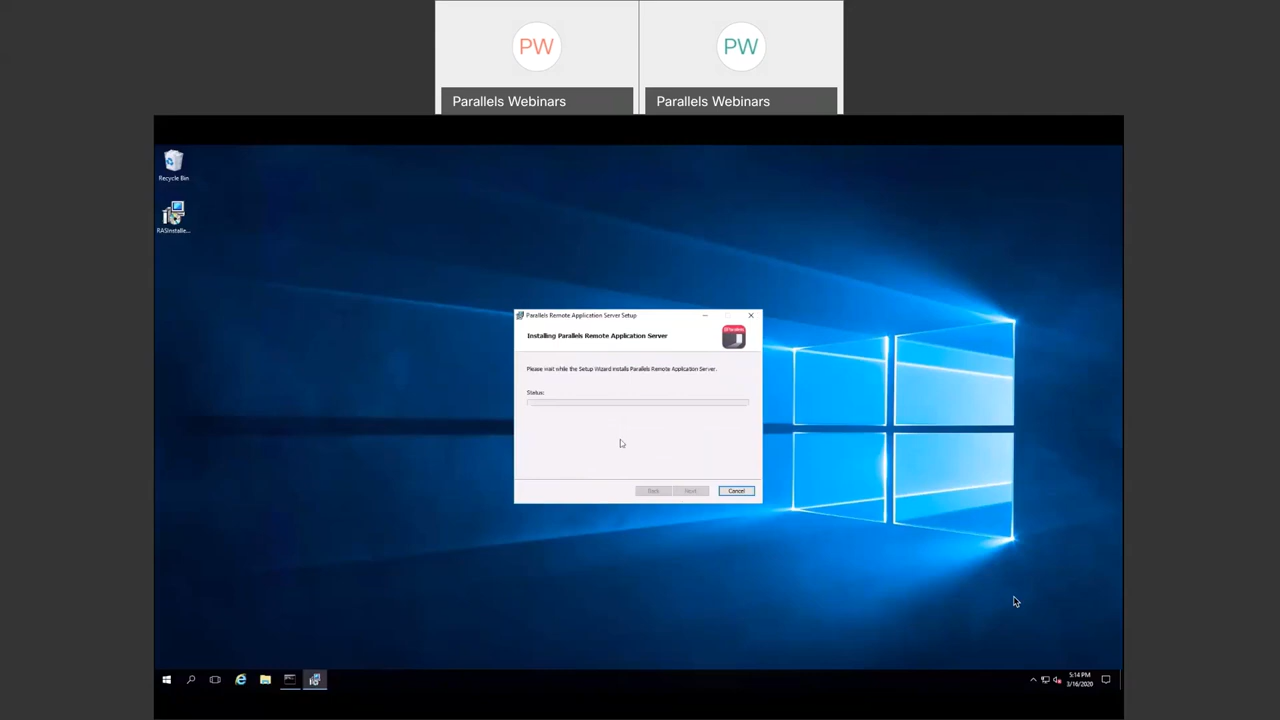 PW
PW
Parallels Webinars
Parallels Webinars
Recycle Bin
RASInstalle...
Parallels Remote Application Server Setup
Installing Parallels Remote Application Server
Parallels
Please wait while the Setup Wizard installs Parallels Remote Application Server.
Status:
Back
Next
Cancel
5:14 PM
3/16/2020